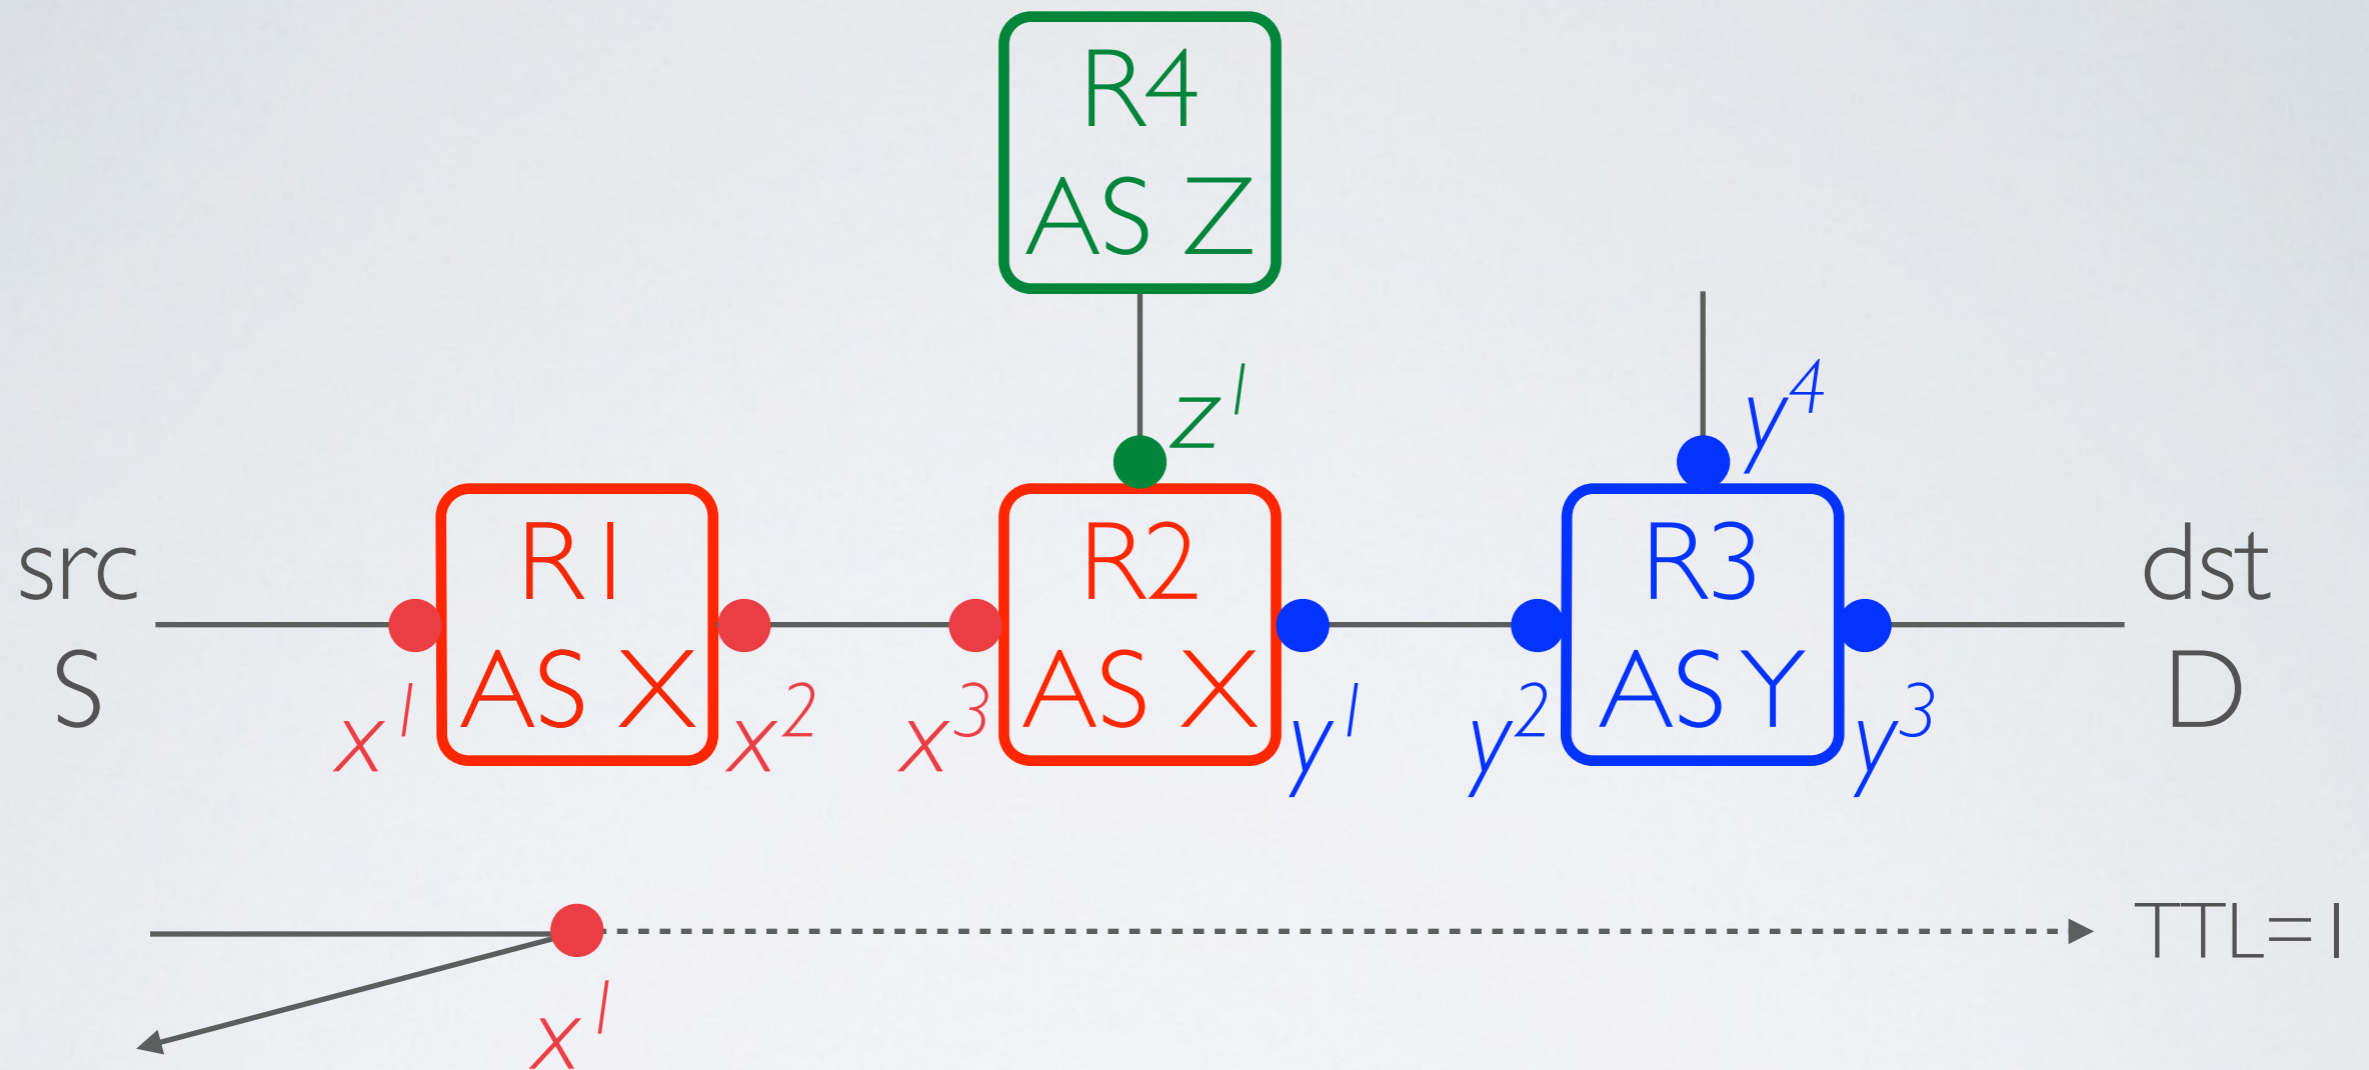 R4
AS Z
z¹
y⁴
src
S
R1
AS X
R2
AS X
R3
AS Y
dst
D
x¹
x²
x³
y¹
y²
y³
TTL=1
x¹